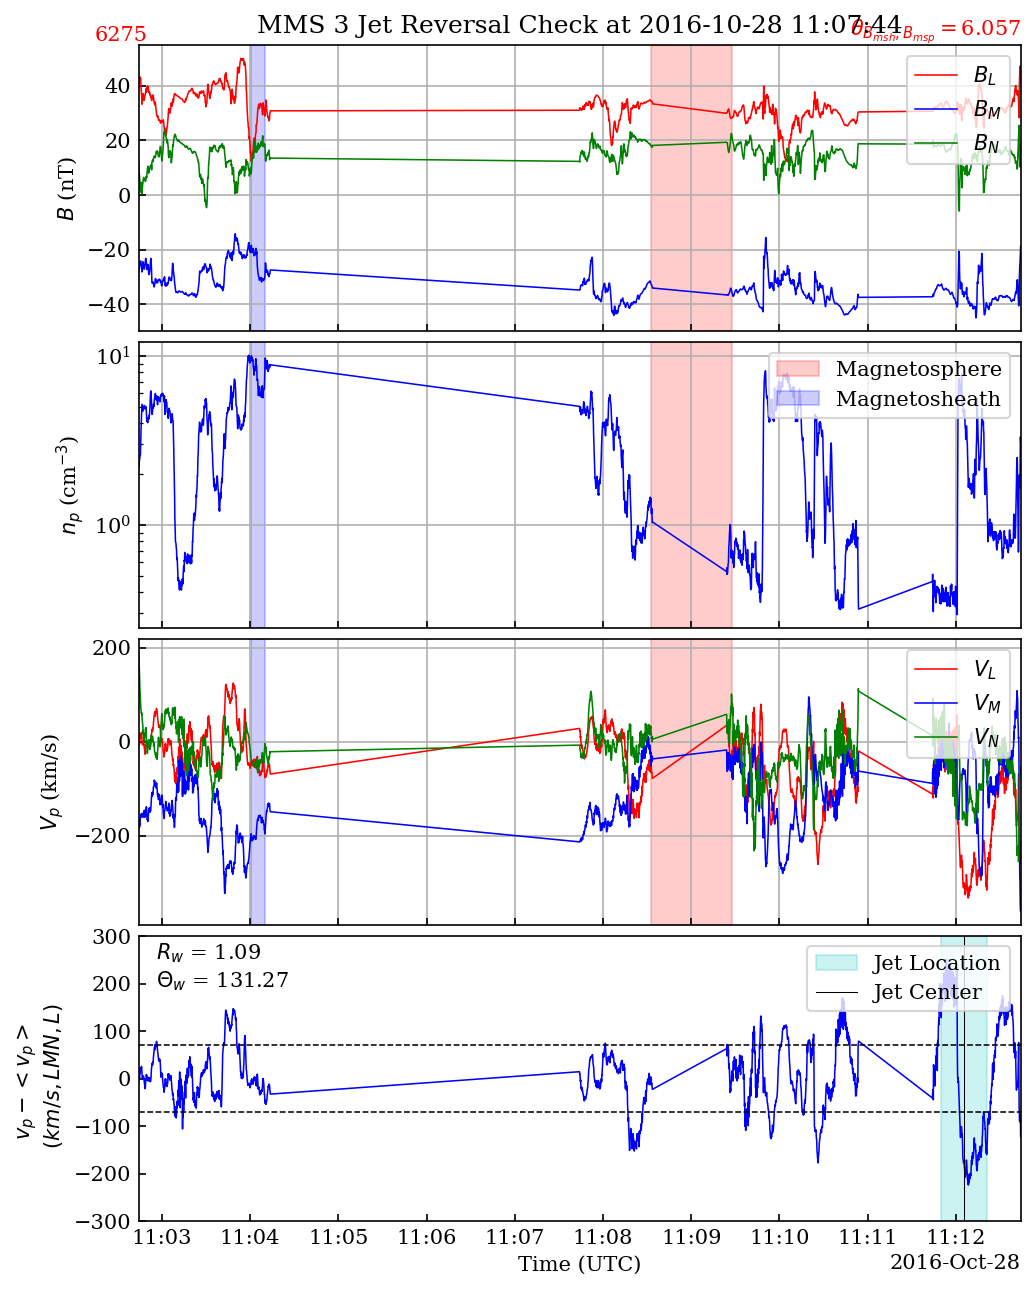 MMS 3 Jet Reversal Check at 2016-10-28 11:07:44
6275
θ_{B_{msh}, B_{msp}} = 6.057
B (nT)
40
20
0
−20
−40
B_L
B_M
B_N
n_p (cm^{−3})
10^1
10^0
Magnetosphere
Magnetosheath
V_p (km/s)
200
0
−200
V_L
V_M
V_N
v_p − < v_p >
(km/s, LMN, L)
300
200
100
0
−100
−200
−300
R_w = 1.09
Θ_w = 131.27
Jet Location
Jet Center
11:03 11:04 11:05 11:06 11:07 11:08 11:09 11:10 11:11 11:12
Time (UTC)
2016-Oct-28